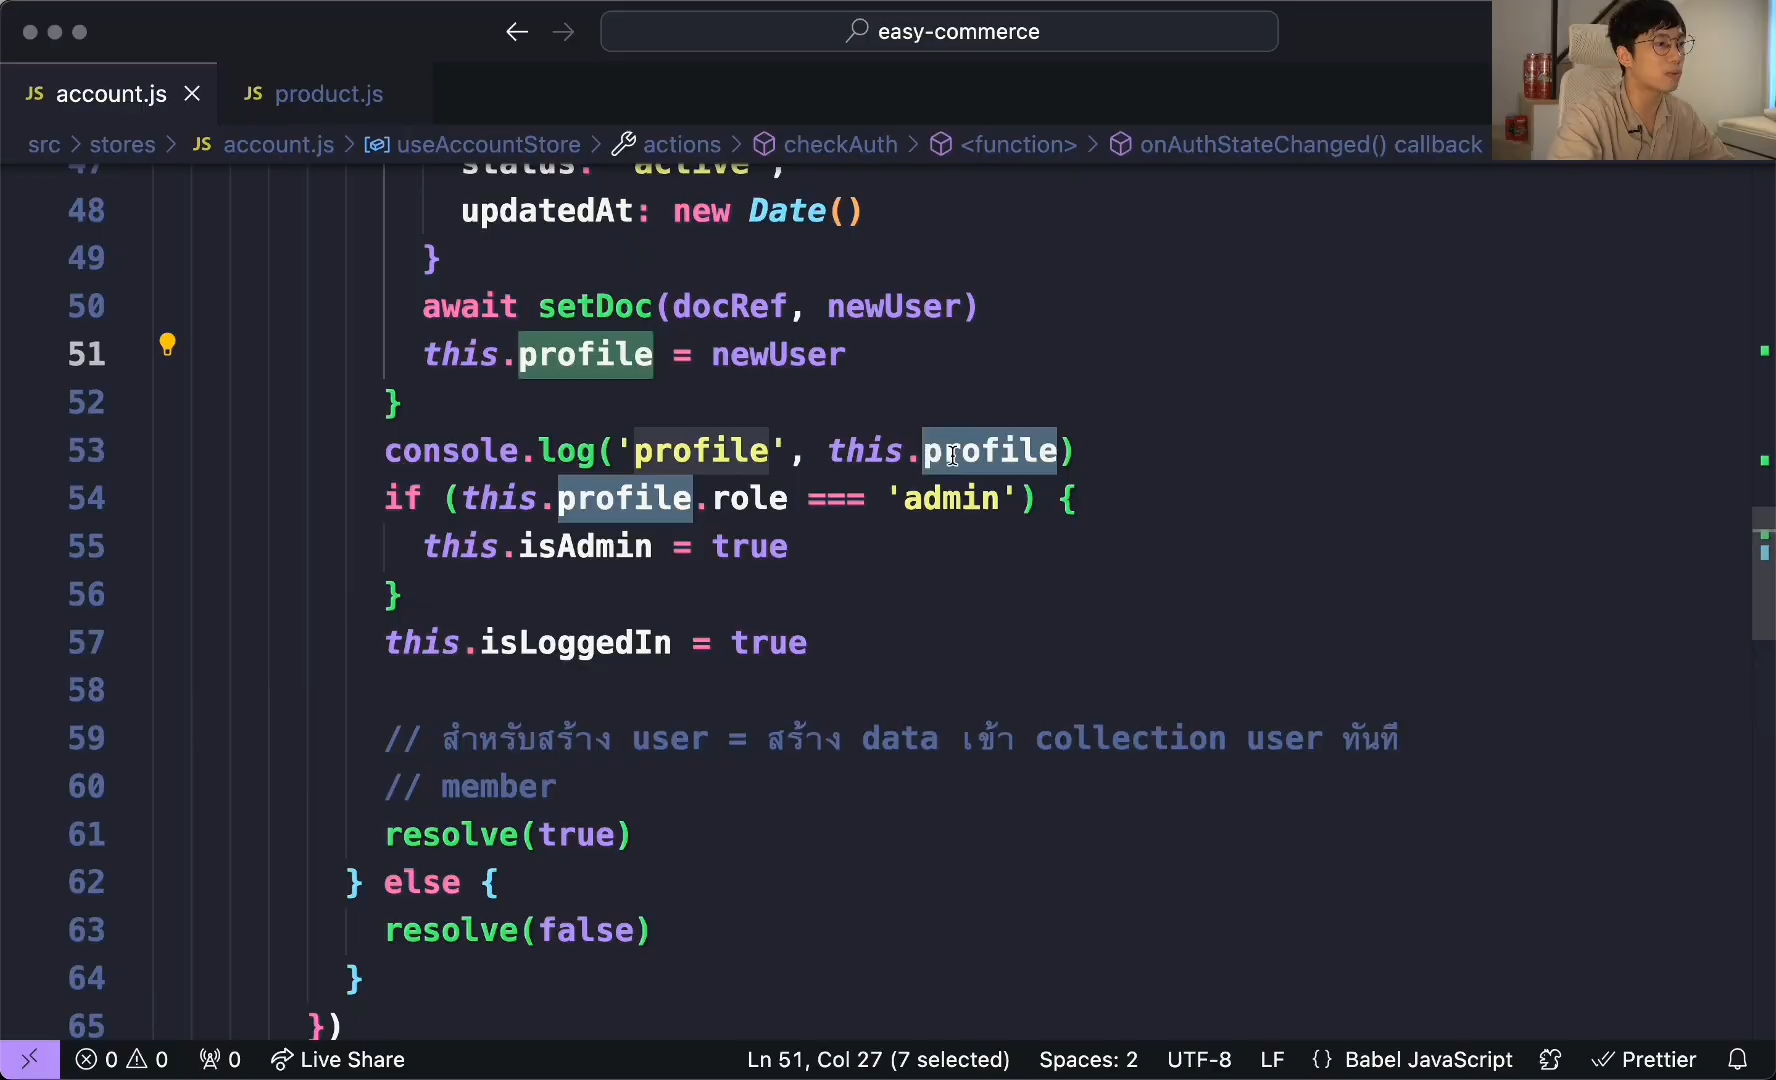 easy-commerce
JS account.js
JS product.js
src > stores > JS account.js > useAccountStore > actions > checkAuth > <function> > onAuthStateChanged() callback
47 status: 'active',
48 updatedAt: new Date()
49 }
50 await setDoc(docRef, newUser)
51 this.profile = newUser
52 }
53 console.log('profile', this.profile)
54 if (this.profile.role === 'admin') {
55 this.isAdmin = true
56 }
57 this.isLoggedIn = true
58
59 // สำหรับสร้าง user = สร้าง data เข้า collection user ทันที
60 // member
61 resolve(true)
62 } else {
63 resolve(false)
64 }
65 })
0 0 0 Live Share Ln 51, Col 27 (7 selected) Spaces: 2 UTF-8 LF {} Babel JavaScript Prettier